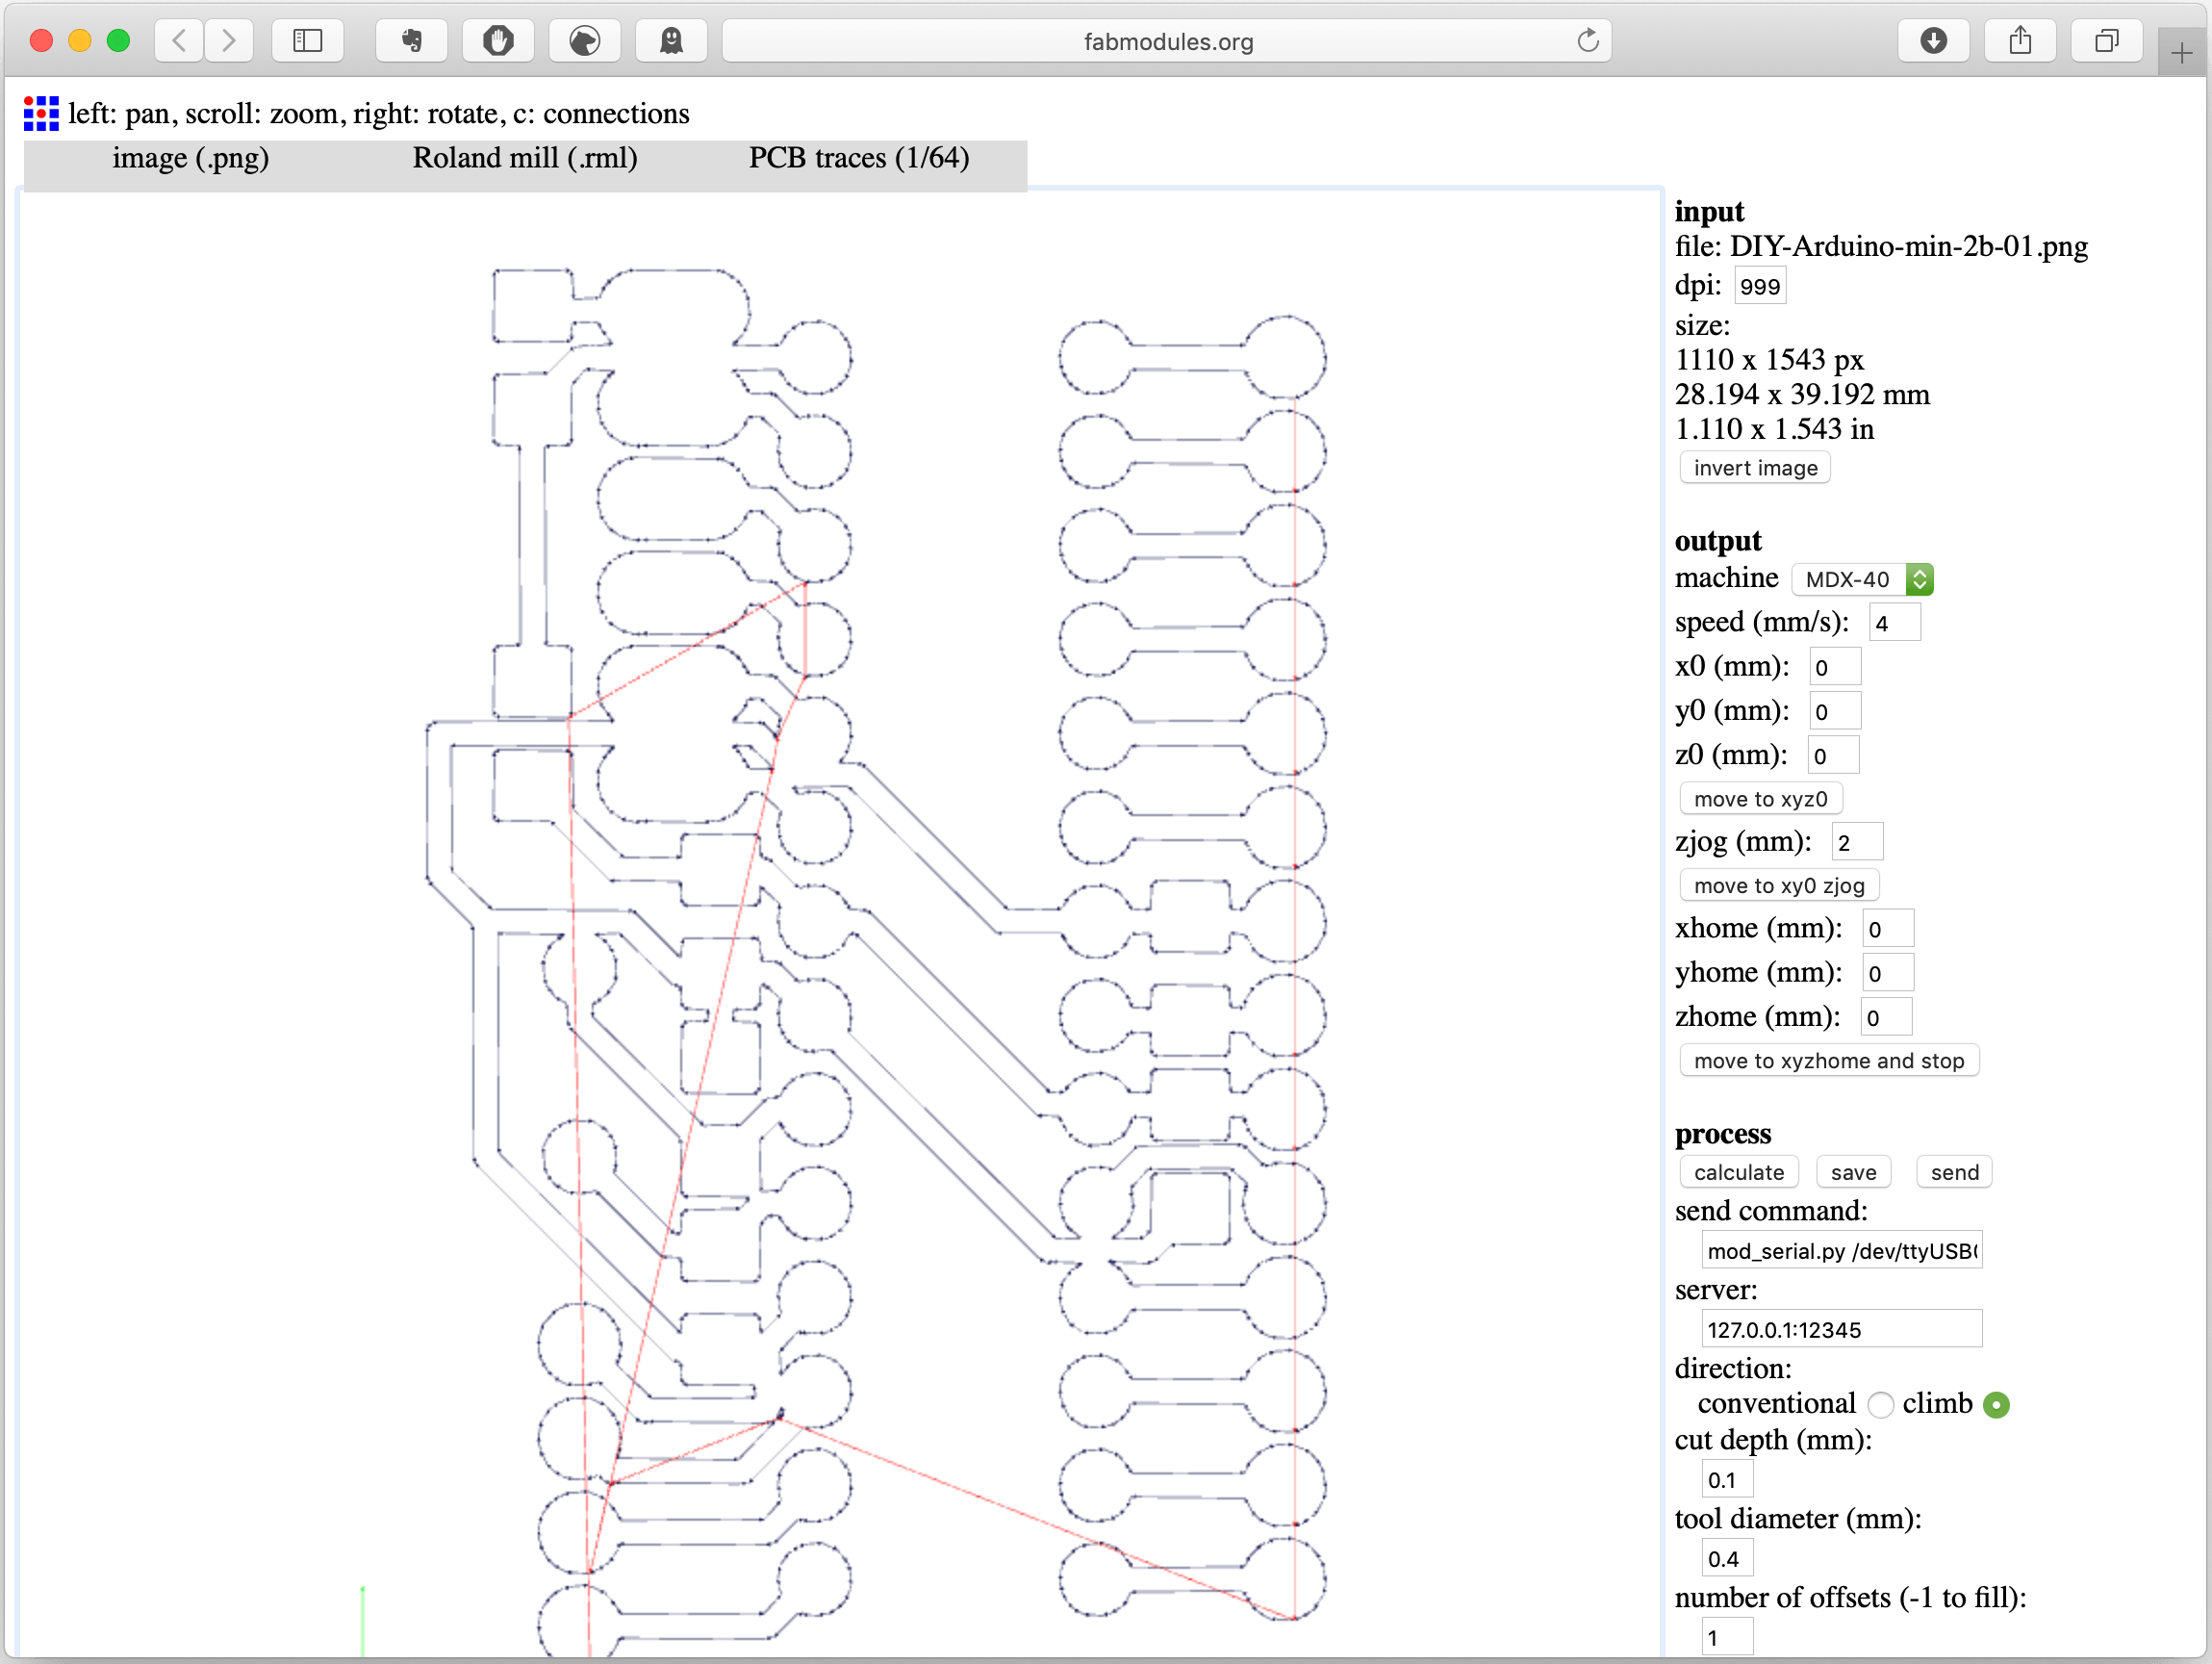 fabmodules.org
left: pan, scroll: zoom, right: rotate, c: connections
image (.png) Roland mill (.rml) PCB traces (1/64)
input
file: DIY-Arduino-min-2b-01.png
dpi: 999
size:
1110 x 1543 px
28.194 x 39.192 mm
1.110 x 1.543 in
invert image
output
machine MDX-40
speed (mm/s): 4
x0 (mm): 0
y0 (mm): 0
z0 (mm): 0
move to xyz0
zjog (mm): 2
move to xy0 zjog
xhome (mm): 0
yhome (mm): 0
zhome (mm): 0
move to xyzhome and stop
process
calculate save send
send command:
mod_serial.py /dev/ttyUSB
server:
127.0.0.1:12345
direction:
conventional climb
cut depth (mm):
0.1
tool diameter (mm):
0.4
number of offsets (-1 to fill):
1